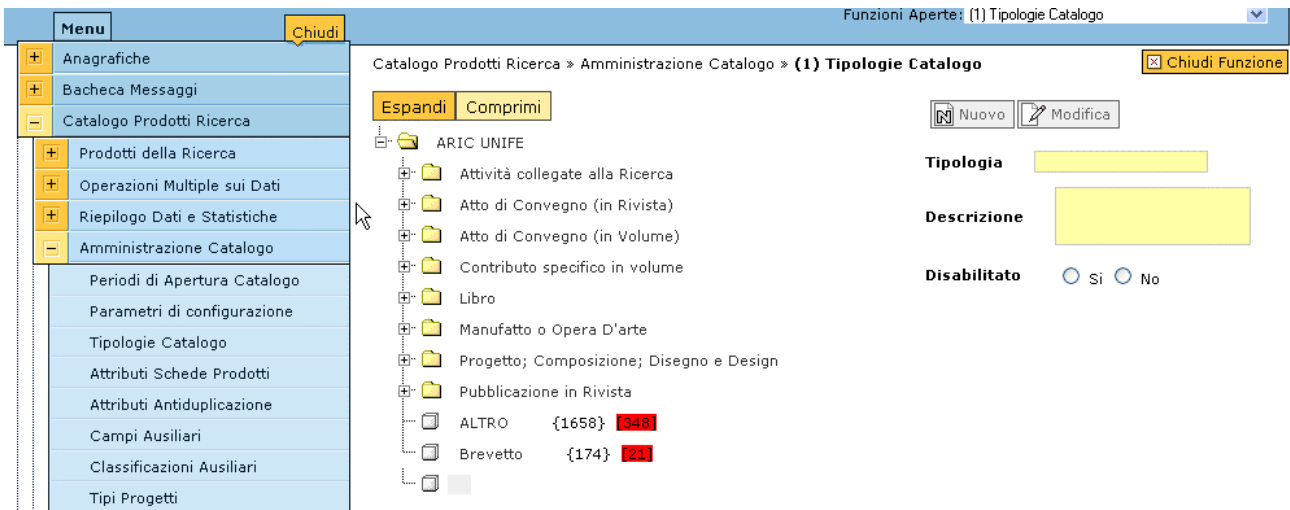 Menu
Chiudi
Funzioni Aperte: (1) Tipologie Catalogo
Anagrafiche
Bacheca Messaggi
Catalogo Prodotti Ricerca
Prodotti della Ricerca
Operazioni Multiple sui Dati
Riepilogo Dati e Statistiche
Amministrazione Catalogo
Periodi di Apertura Catalogo
Parametri di configurazione
Tipologie Catalogo
Attributi Schede Prodotti
Attributi Antiduplicazione
Campi Ausiliari
Classificazioni Ausiliari
Tipi Progetti
Catalogo Prodotti Ricerca » Amministrazione Catalogo » (1) Tipologie Catalogo
Chiudi Funzione
Espandi Comprimi
ARIC UNIFE
Attività collegate alla Ricerca
Atto di Convegno (in Rivista)
Atto di Convegno (in Volume)
Contributo specifico in volume
Libro
Manufatto o Opera D'arte
Progetto; Composizione; Disegno e Design
Pubblicazione in Rivista
ALTRO {1658} [348]
Brevetto {174} [21]
Nuovo Modifica
Tipologia
Descrizione
Disabilitato Si No